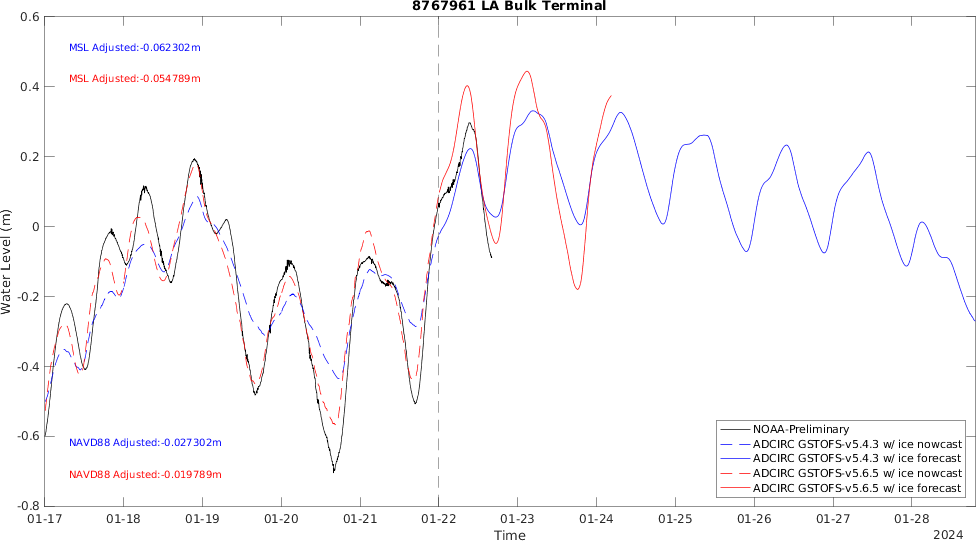 8767961 LA Bulk Terminal
0.6
MSL Adjusted:-0.062302m
MSL Adjusted:-0.054789m
0.4
0.2
0
-0.2
-0.4
-0.6
-0.8
Water Level (m)
NAVD88 Adjusted:-0.027302m
NAVD88 Adjusted:-0.019789m
NOAA-Preliminary
ADCIRC GSTOFS-v5.4.3 w/ ice nowcast
ADCIRC GSTOFS-v5.4.3 w/ ice forecast
ADCIRC GSTOFS-v5.6.5 w/ ice nowcast
ADCIRC GSTOFS-v5.6.5 w/ ice forecast
01-17 01-18 01-19 01-20 01-21 01-22 01-23 01-24 01-25 01-26 01-27 01-28
Time
2024